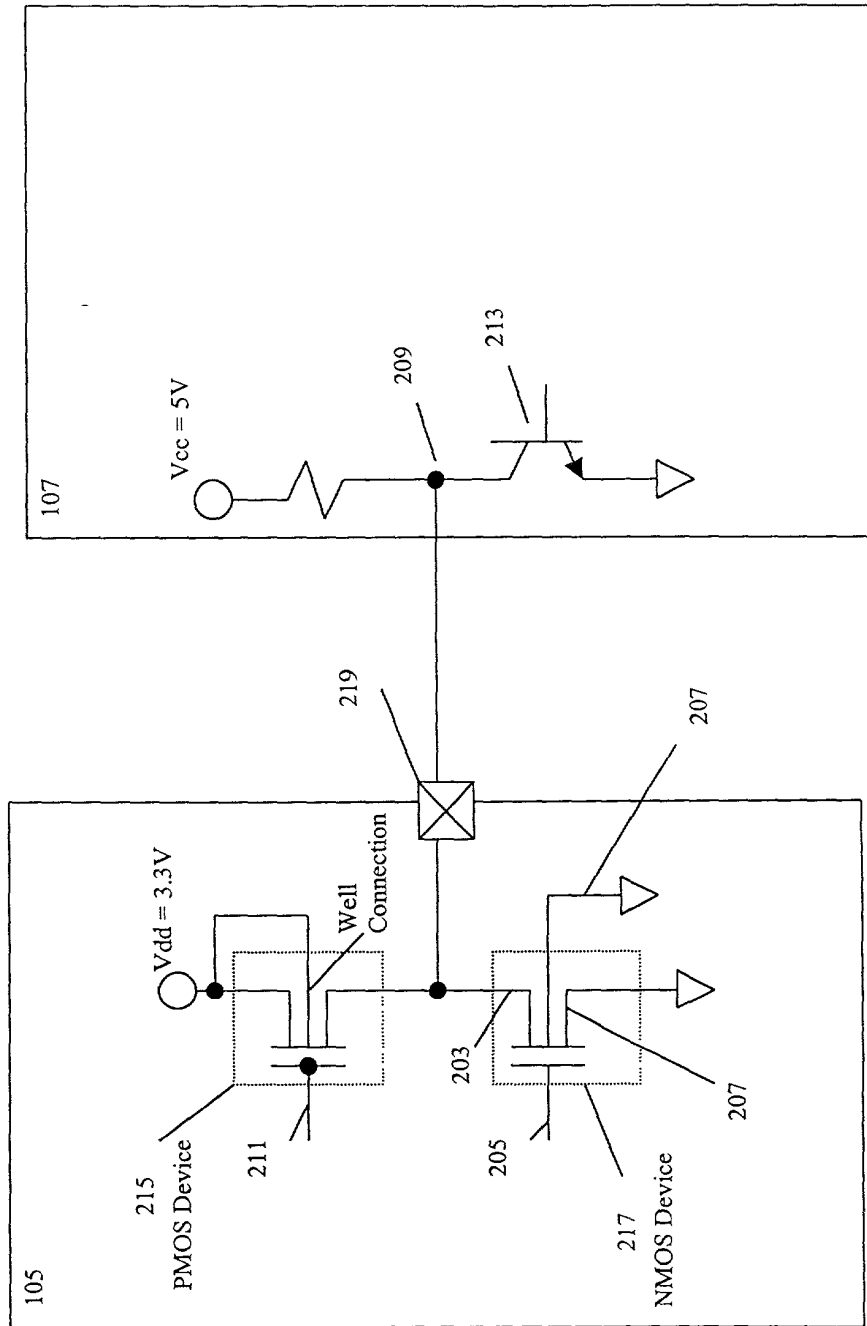 105
107
Vdd = 3.3V
Vcc = 5V
215
PMOS Device
211
Well
Connection
219
209
213
203
205
207
207
217
NMOS Device